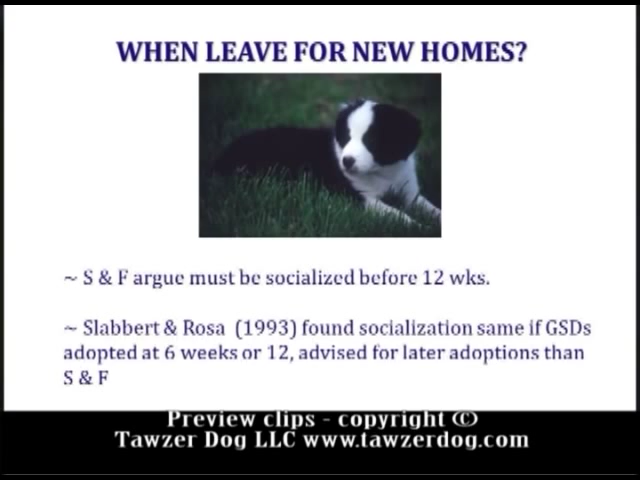 WHEN LEAVE FOR NEW HOMES?
~ S & F argue must be socialized before 12 wks.
~ Slabbert & Rosa (1993) found socialization same if GSDs
adopted at 6 weeks or 12, advised for later adoptions than
S & F
Preview clips - copyright ©
Tawzer Dog LLC www.tawzerdog.com